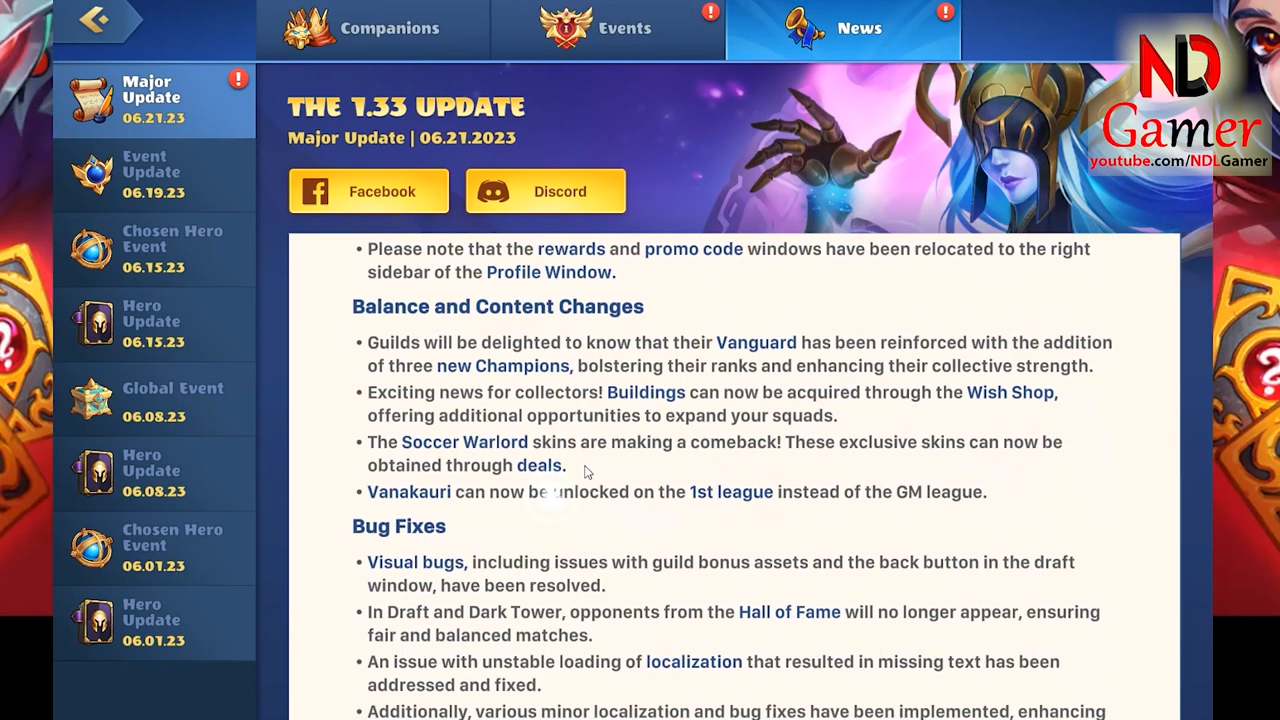 Companions
Events
!
News
!
Major
Update
06.21.23
!
Event
Update
06.19.23
Chosen Hero
Event
06.15.23
Hero
Update
06.15.23
Global Event
06.08.23
Hero
Update
06.08.23
Chosen Hero
Event
06.01.23
Hero
Update
06.01.23
THE 1.33 UPDATE
Major Update | 06.21.2023
Facebook
Discord
• Please note that the rewards and promo code windows have been relocated to the right
sidebar of the Profile Window.
Balance and Content Changes
• Guilds will be delighted to know that their Vanguard has been reinforced with the addition
of three new Champions, bolstering their ranks and enhancing their collective strength.
• Exciting news for collectors! Buildings can now be acquired through the Wish Shop,
offering additional opportunities to expand your squads.
• The Soccer Warlord skins are making a comeback! These exclusive skins can now be
obtained through deals.
• Vanakauri can now be unlocked on the 1st league instead of the GM league.
Bug Fixes
• Visual bugs, including issues with guild bonus assets and the back button in the draft
window, have been resolved.
• In Draft and Dark Tower, opponents from the Hall of Fame will no longer appear, ensuring
fair and balanced matches.
• An issue with unstable loading of localization that resulted in missing text has been
addressed and fixed.
• Additionally, various minor localization and bug fixes have been implemented, enhancing
NDL
Gamer
youtube.com/NDLGamer
?